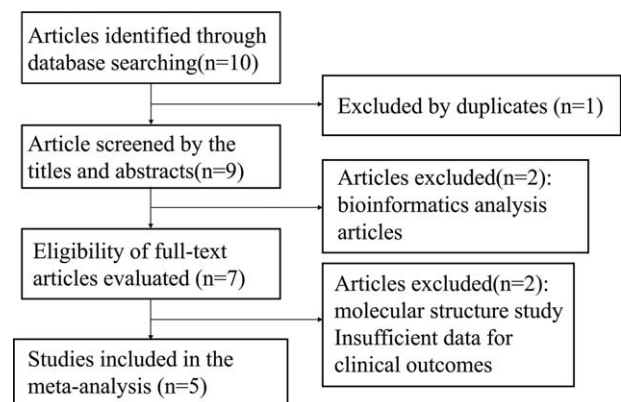 Articles identified through
database searching(n=10)
Excluded by duplicates (n=1)
Article screened by the
titles and abstracts(n=9)
Articles excluded(n=2):
bioinformatics analysis
articles
Eligibility of full-text
articles evaluated (n=7)
Articles excluded(n=2):
molecular structure study
Insufficient data for
clinical outcomes
Studies included in the
meta-analysis (n=5)